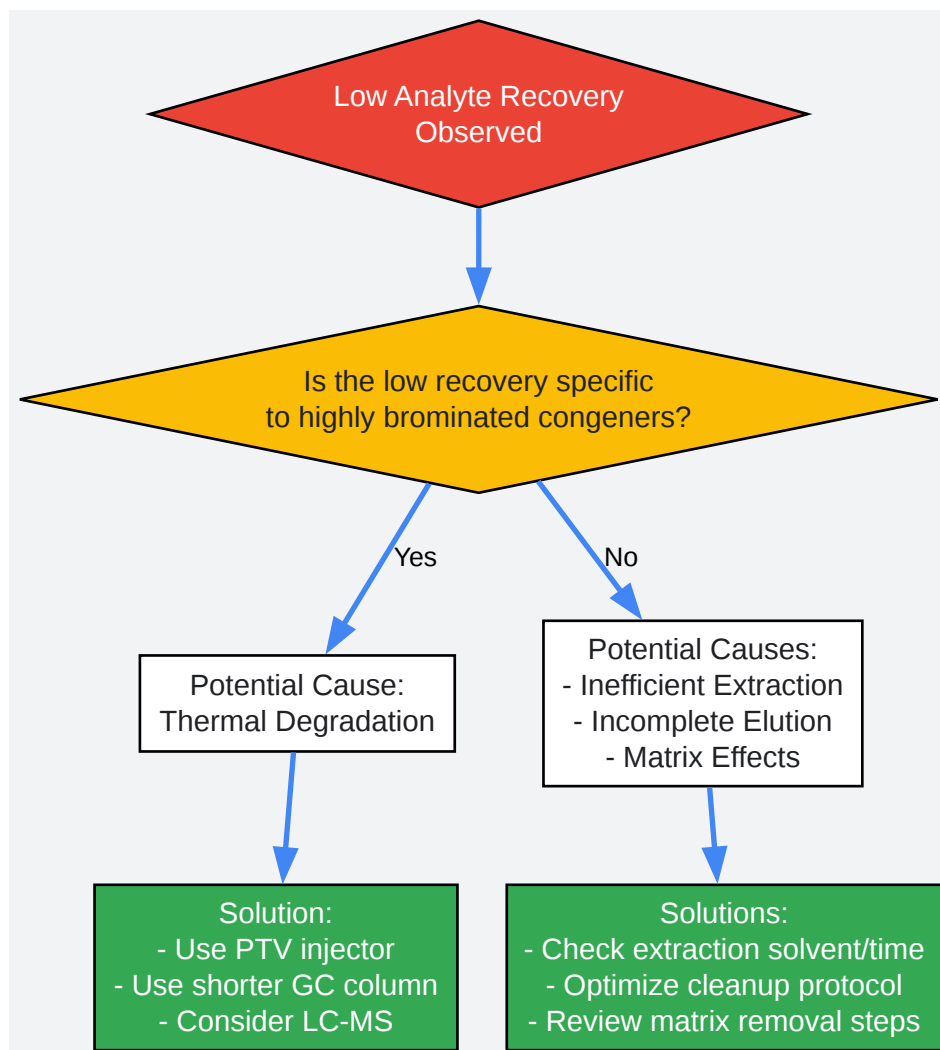 Low Analyte Recovery
Observed
Is the low recovery specific
to highly brominated congeners?
Yes
No
Potential Cause:
Thermal Degradation
Potential Causes:
- Inefficient Extraction
- Incomplete Elution
- Matrix Effects
Solution:
- Use PTV injector
- Use shorter GC column
- Consider LC-MS
Solutions:
- Check extraction solvent/time
- Optimize cleanup protocol
- Review matrix removal steps